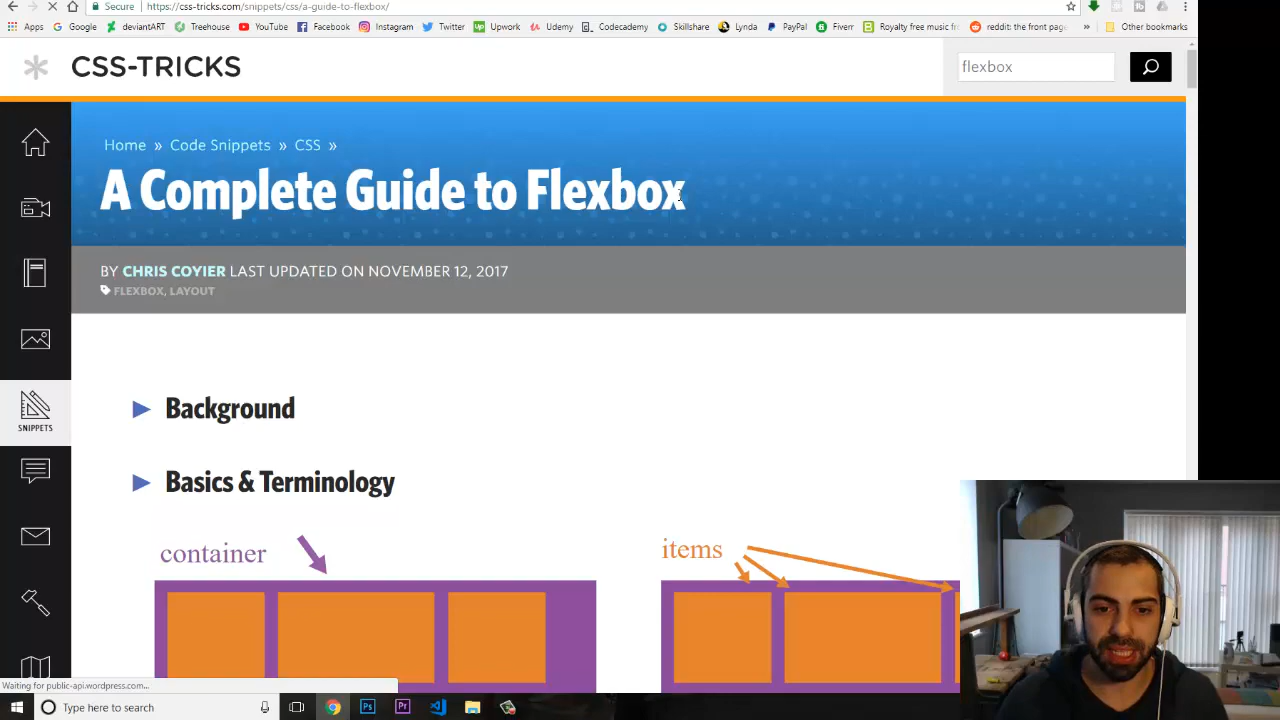 Secure | https://css-tricks.com/snippets/css/a-guide-to-flexbox/
Apps Google deviantART Treehouse YouTube Facebook Instagram Twitter Upwork Udemy Codecademy Skillshare Lynda PayPal Fiverr Royalty free music fr reddit: the front page » Other bookmarks
CSS-TRICKS
flexbox
Home » Code Snippets » CSS »
A Complete Guide to Flexbox
BY CHRIS COYIER LAST UPDATED ON NOVEMBER 12, 2017
FLEXBOX, LAYOUT
Background
SNIPPETS
Basics & Terminology
container
items
Waiting for public-api.wordpress.com...
Type here to search
Ps
Pr